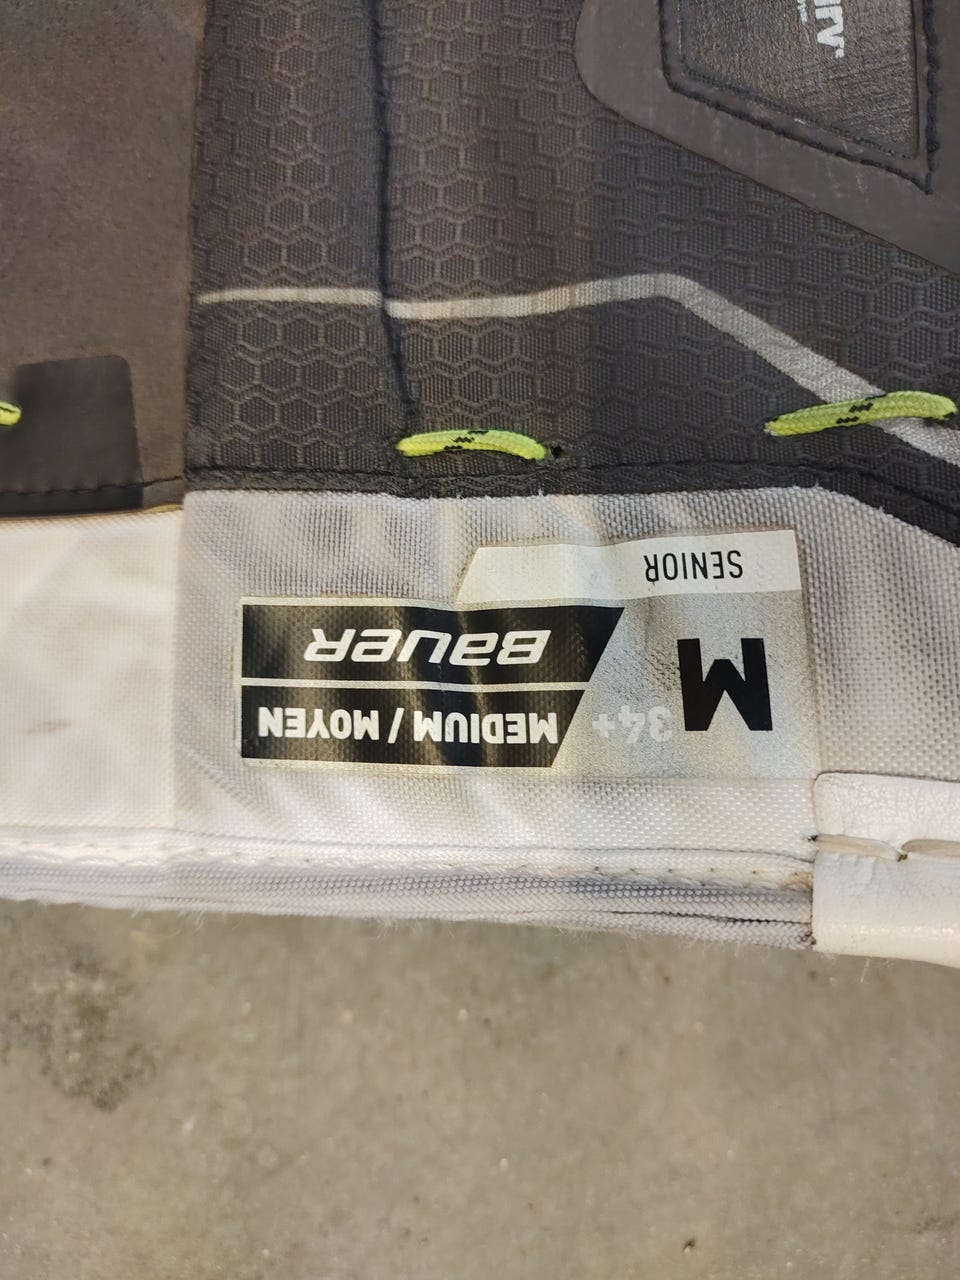 M 34+
MEDIUM / MOYEN
BAUER
SENIOR